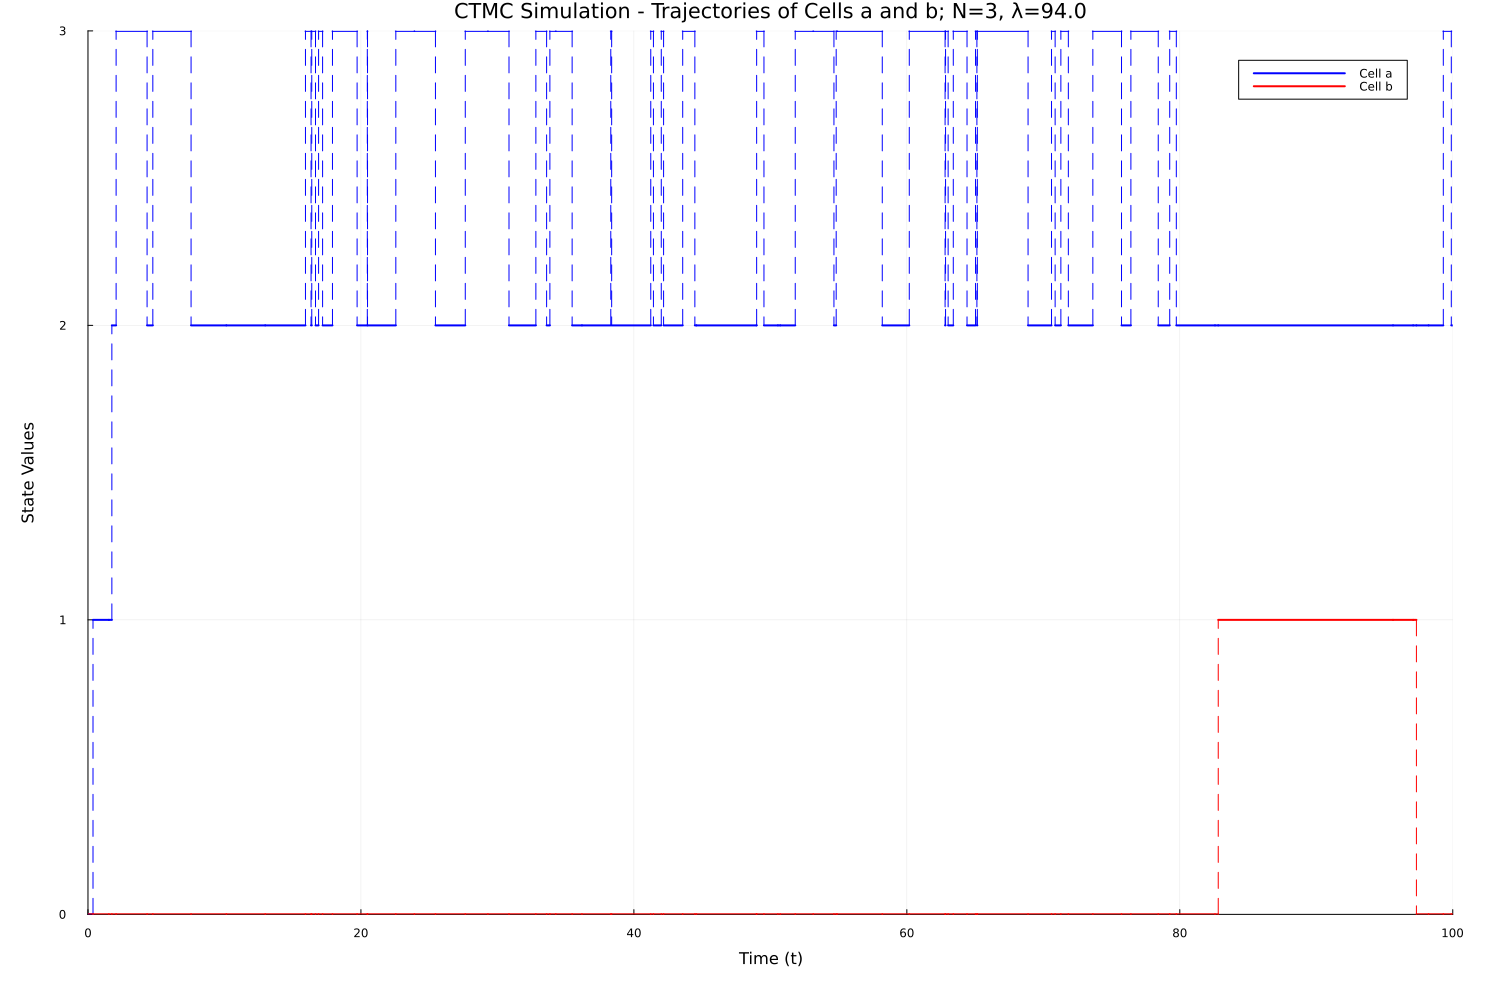 CTMC Simulation - Trajectories of Cells a and b; N=3, λ=94.0
3
Cell a
Cell b
2
State Values
1
0
0 20 40 60 80 100
Time (t)